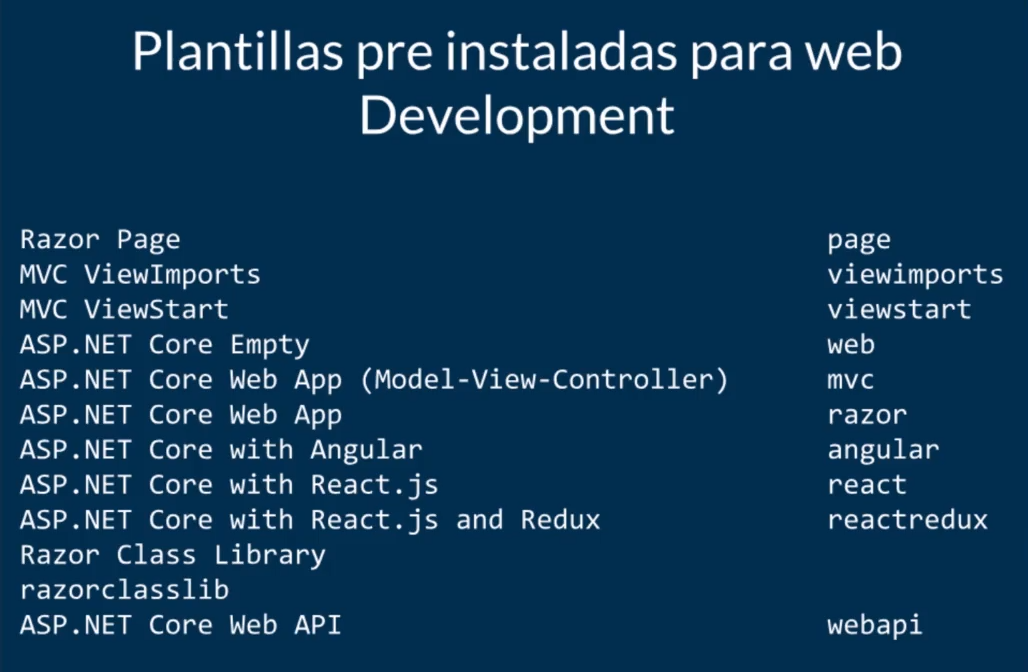 Plantillas pre instaladas para web
Development
Razor Page page
MVC ViewImports viewimports
MVC ViewStart viewstart
ASP.NET Core Empty web
ASP.NET Core Web App (Model-View-Controller) mvc
ASP.NET Core Web App razor
ASP.NET Core with Angular angular
ASP.NET Core with React.js react
ASP.NET Core with React.js and Redux reactredux
Razor Class Library
razorclasslib
ASP.NET Core Web API webapi